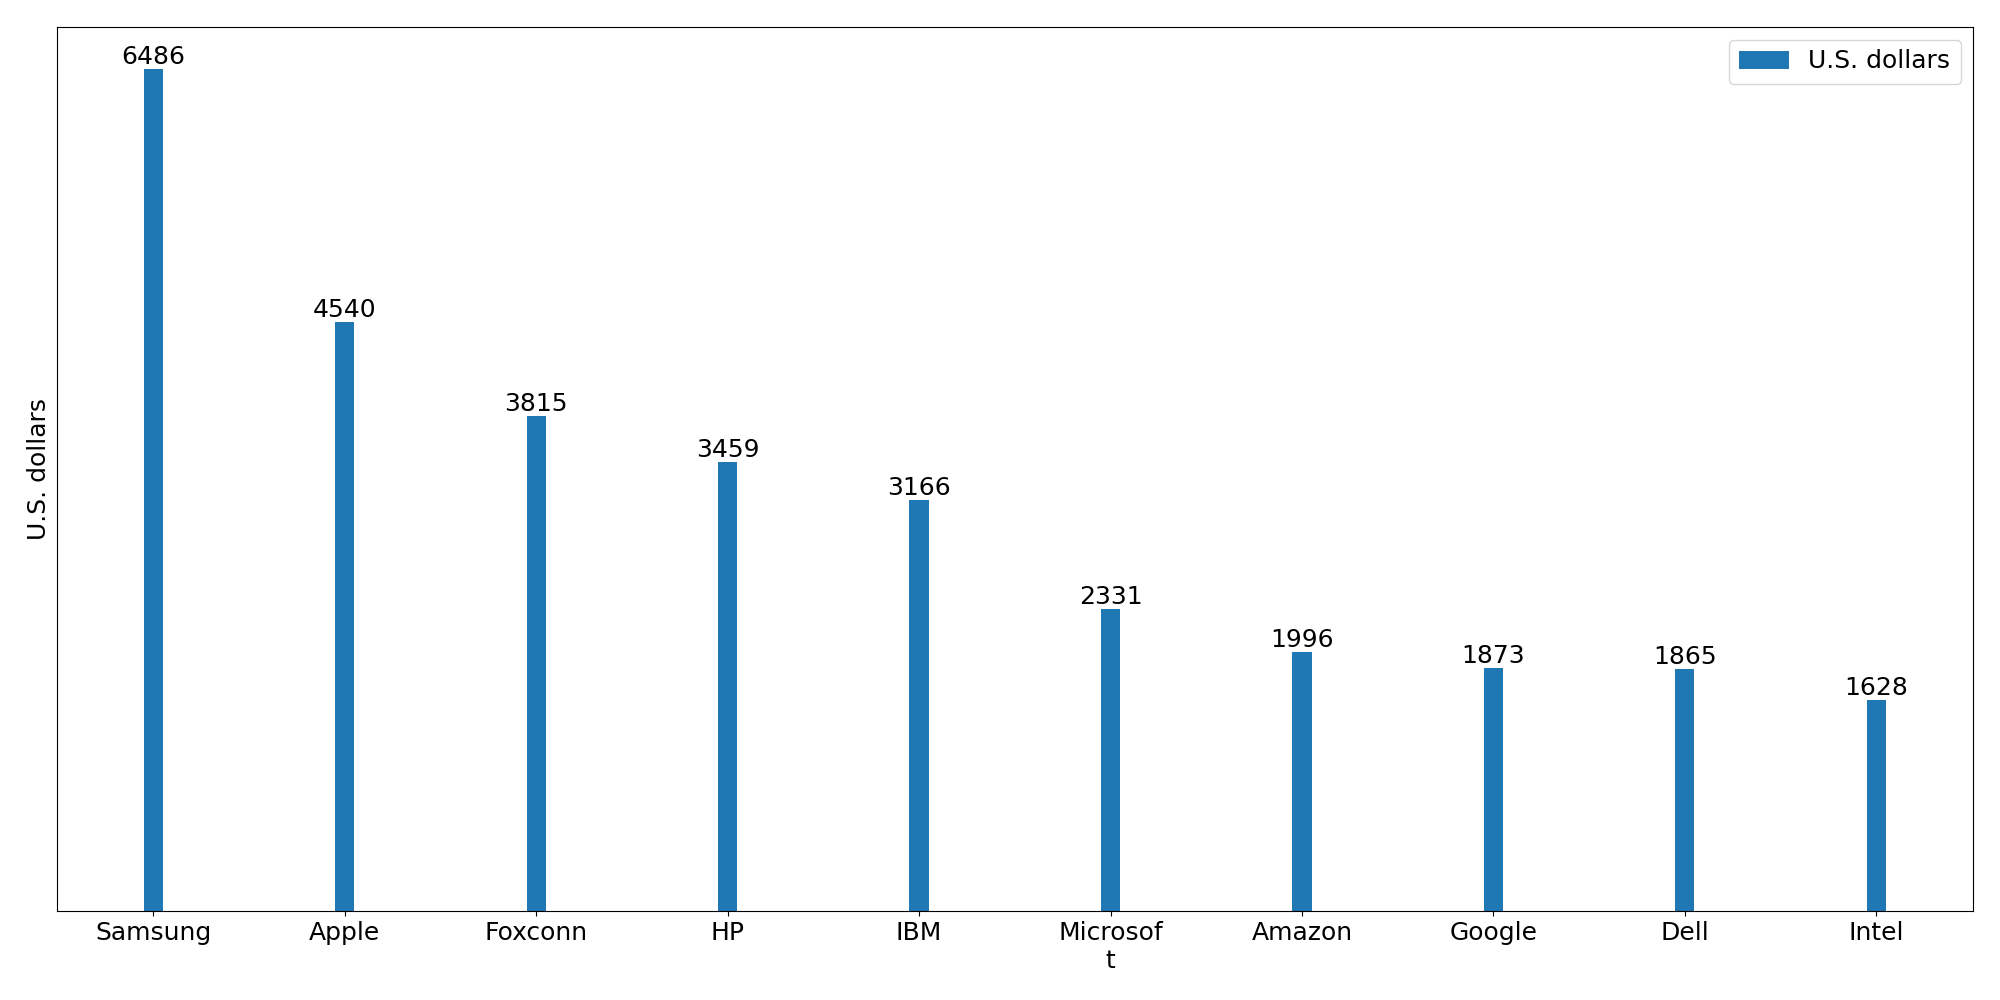 6486
U.S. dollars
4540
3815
3459
3166
2331
1996
1873
1865
1628
U.S. dollars
Samsung
Apple
Foxconn
HP
IBM
Microsof
t
Amazon
Google
Dell
Intel